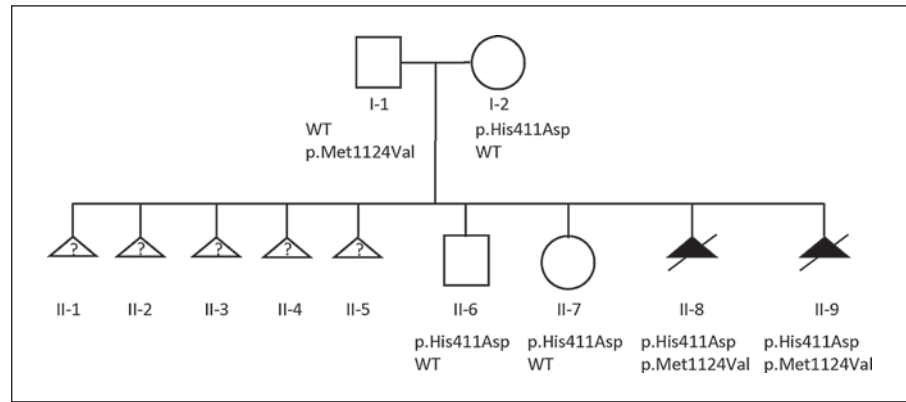 I-1
I-2
WT
p.Met1124Val
p.His411Asp
WT
?
?
?
?
?
II-1
II-2
II-3
II-4
II-5
II-6
II-7
II-8
II-9
p.His411Asp
WT
p.His411Asp
WT
p.His411Asp
p.Met1124Val
p.His411Asp
p.Met1124Val